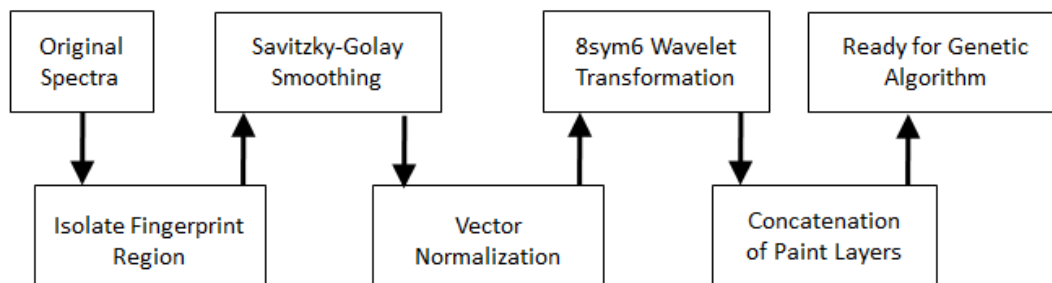 Original
Spectra
Isolate Fingerprint
Region
Savitzky-Golay
Smoothing
Vector
Normalization
8sym6 Wavelet
Transformation
Concatenation
of Paint Layers
Ready for Genetic
Algorithm